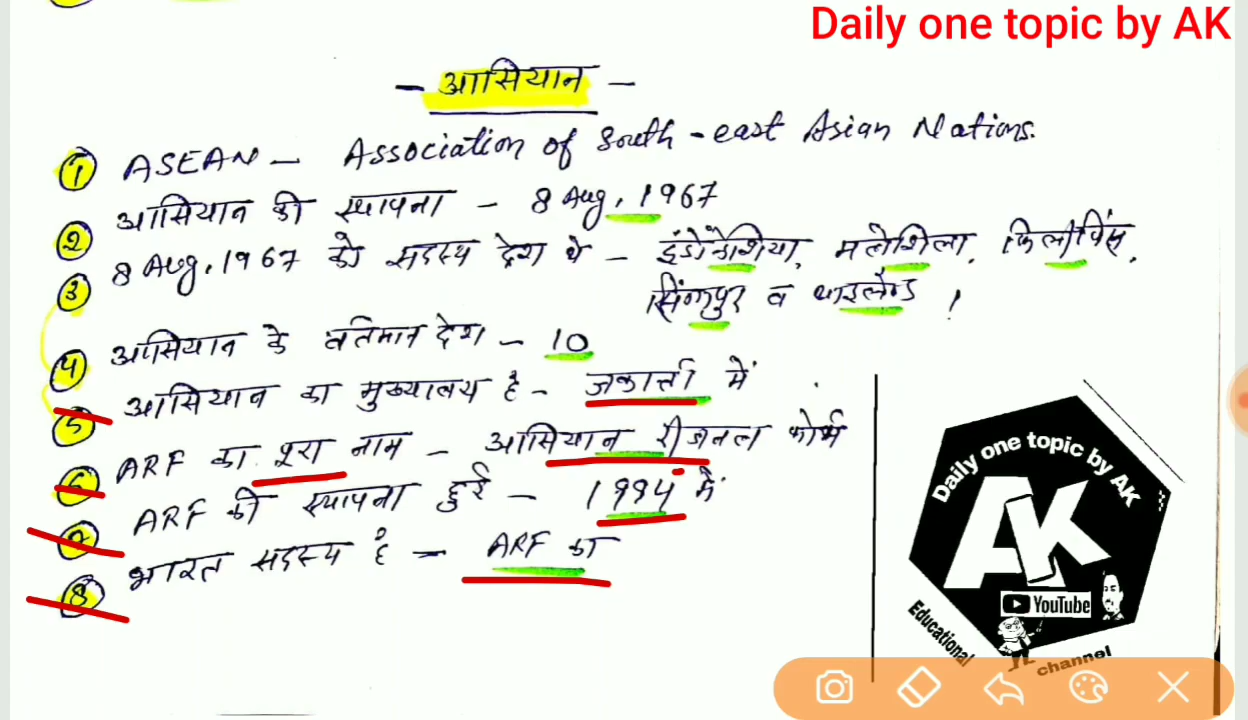 Daily one topic by AK
- आसियान -
① ASEAN - Association of South-east Asian Nations.
② आसियान की स्थापना - 8 Aug, 1967
③ 8 Aug, 1967 को सदस्य देश थे - इंडोनेशिया, मलेशिला, फिलीपिंस,
सिंगापुर व थाइलैण्ड ।
④ आसियान के वर्तमान देश - 10
⑤ आसियान का मुख्यालय है - जकार्ता में
⑥ ARF का पूरा नाम - आसियान रीजनल फोर्म
⑦ ARF की स्थापना हुई - 1994 में
⑧ भारत सदस्य है - ARF का
Daily one topic by AK
AK
YouTube
Educational
channel